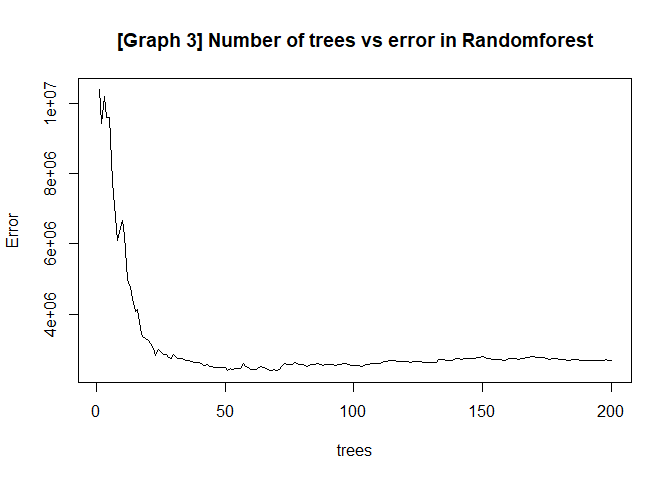 [Graph 3] Number of trees vs error in Randomforest
1e+07
8e+06
6e+06
4e+06
Error
0 50 100 150 200
trees